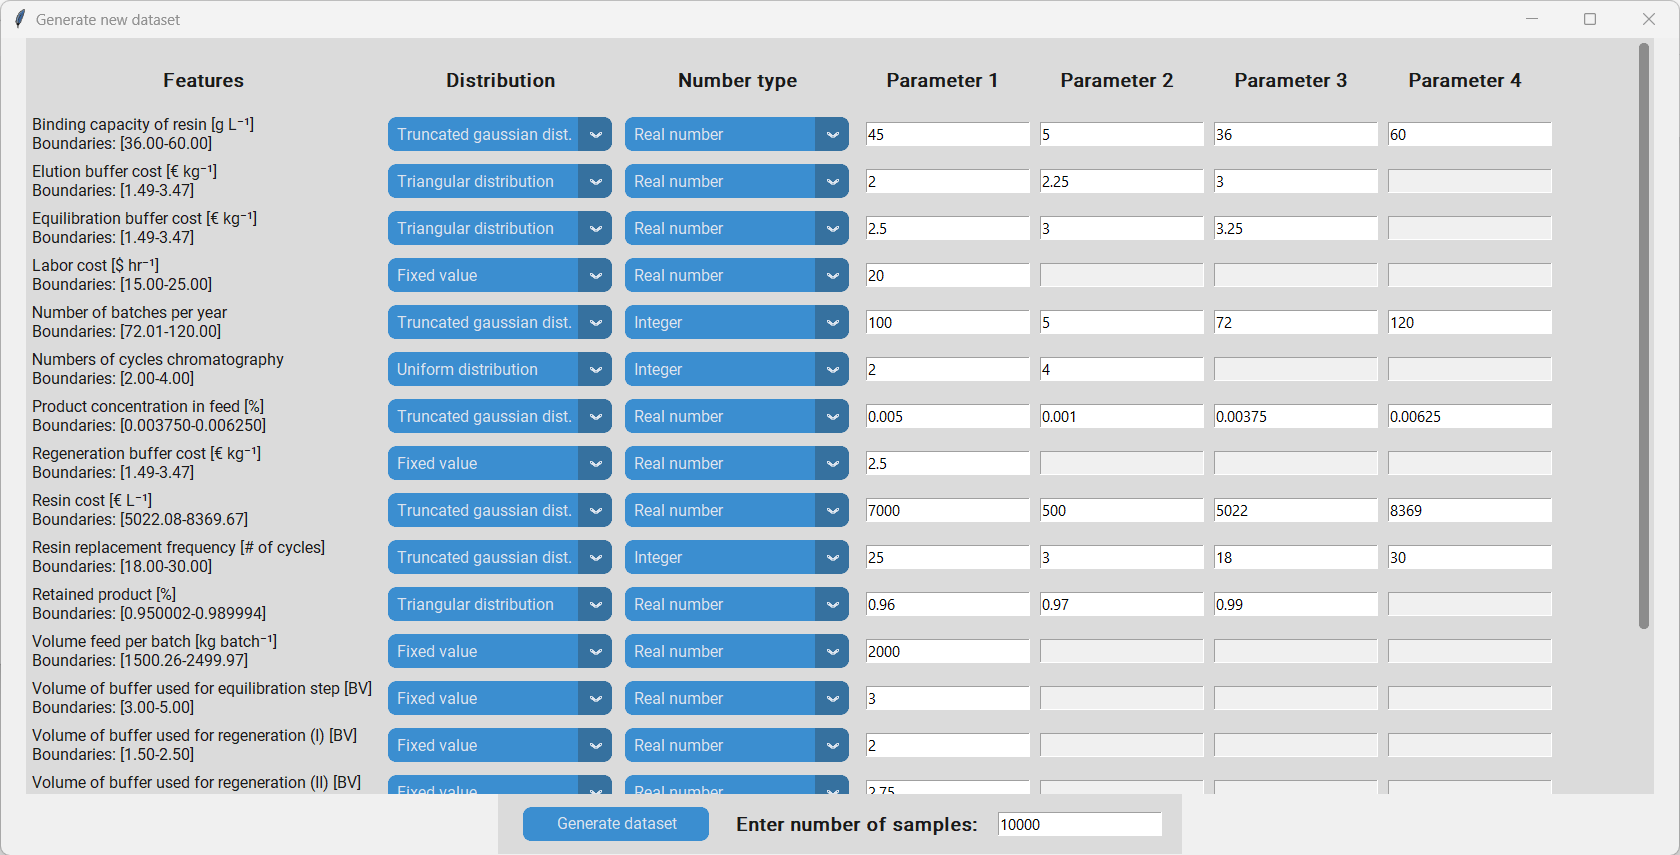 Generate new dataset
Features Distribution Number type Parameter 1 Parameter 2 Parameter 3 Parameter 4
Binding capacity of resin [g L⁻¹]
Boundaries: [36.00-60.00]
Truncated gaussian dist. Real number 45 5 36 60
Elution buffer cost [€ kg⁻¹]
Boundaries: [1.49-3.47]
Triangular distribution Real number 2 2.25 3
Equilibration buffer cost [€ kg⁻¹]
Boundaries: [1.49-3.47]
Triangular distribution Real number 2.5 3 3.25
Labor cost [$ hr⁻¹]
Boundaries: [15.00-25.00]
Fixed value Real number 20
Number of batches per year
Boundaries: [72.01-120.00]
Truncated gaussian dist. Integer 100 5 72 120
Numbers of cycles chromatography
Boundaries: [2.00-4.00]
Uniform distribution Integer 2 4
Product concentration in feed [%]
Boundaries: [0.003750-0.006250]
Truncated gaussian dist. Real number 0.005 0.001 0.00375 0.00625
Regeneration buffer cost [€ kg⁻¹]
Boundaries: [1.49-3.47]
Fixed value Real number 2.5
Resin cost [€ L⁻¹]
Boundaries: [5022.08-8369.67]
Truncated gaussian dist. Real number 7000 500 5022 8369
Resin replacement frequency [# of cycles]
Boundaries: [18.00-30.00]
Truncated gaussian dist. Integer 25 3 18 30
Retained product [%]
Boundaries: [0.950002-0.989994]
Triangular distribution Real number 0.96 0.97 0.99
Volume feed per batch [kg batch⁻¹]
Boundaries: [1500.26-2499.97]
Fixed value Real number 2000
Volume of buffer used for equilibration step [BV]
Boundaries: [3.00-5.00]
Fixed value Real number 3
Volume of buffer used for regeneration (I) [BV]
Boundaries: [1.50-2.50]
Fixed value Real number 2
Volume of buffer used for regeneration (II) [BV]
Fixed value Real number 2.75
Generate dataset Enter number of samples: 10000